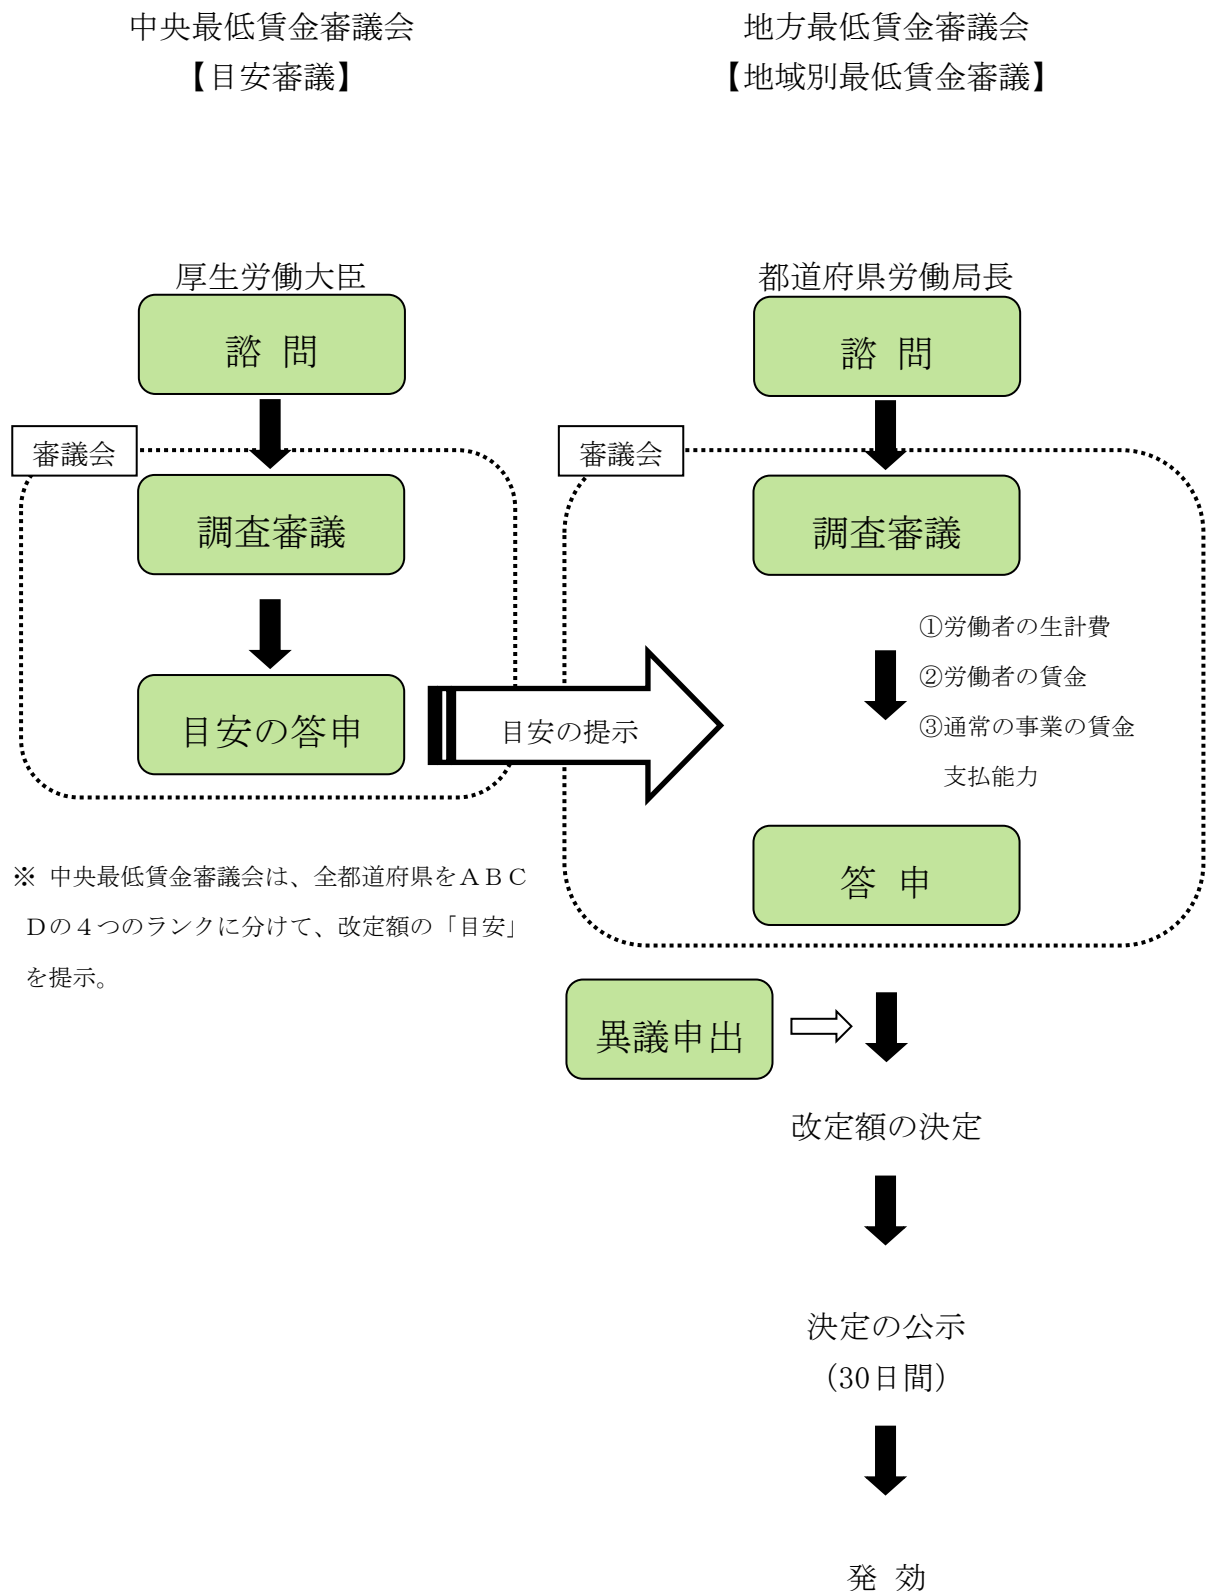 中央最低賃金審議会
【目安審議】
地方最低賃金審議会
【地域別最低賃金審議】
厚生労働大臣
諮 問
審議会
調査審議
目安の答申
目安の提示
※ 中央最低賃金審議会は、全都道府県をＡＢＣ
Ｄの４つのランクに分けて、改定額の「目安」
を提示。
都道府県労働局長
諮 問
審議会
調査審議
①労働者の生計費
②労働者の賃金
③通常の事業の賃金
支払能力
答 申
異議申出
改定額の決定
決定の公示
（30日間）
発 効